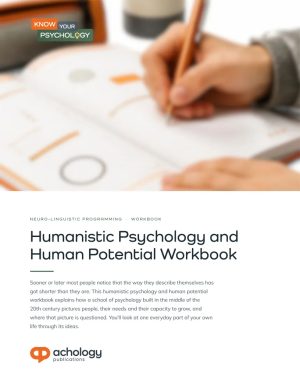 KNOW YOUR
PSYCHOLOGY
NEURO-LINGUISTIC PROGRAMMING WORKBOOK
Humanistic Psychology and
Human Potential Workbook
Sooner or later most people notice that the way they describe themselves has
got shorter than they are. This humanistic psychology and human potential
workbook explains how a school of psychology built in the middle of the
20th century pictures people, their needs and their capacity to grow, and
where that picture is questioned. You'll look at one everyday part of your own
life through its ideas.
achology
publications